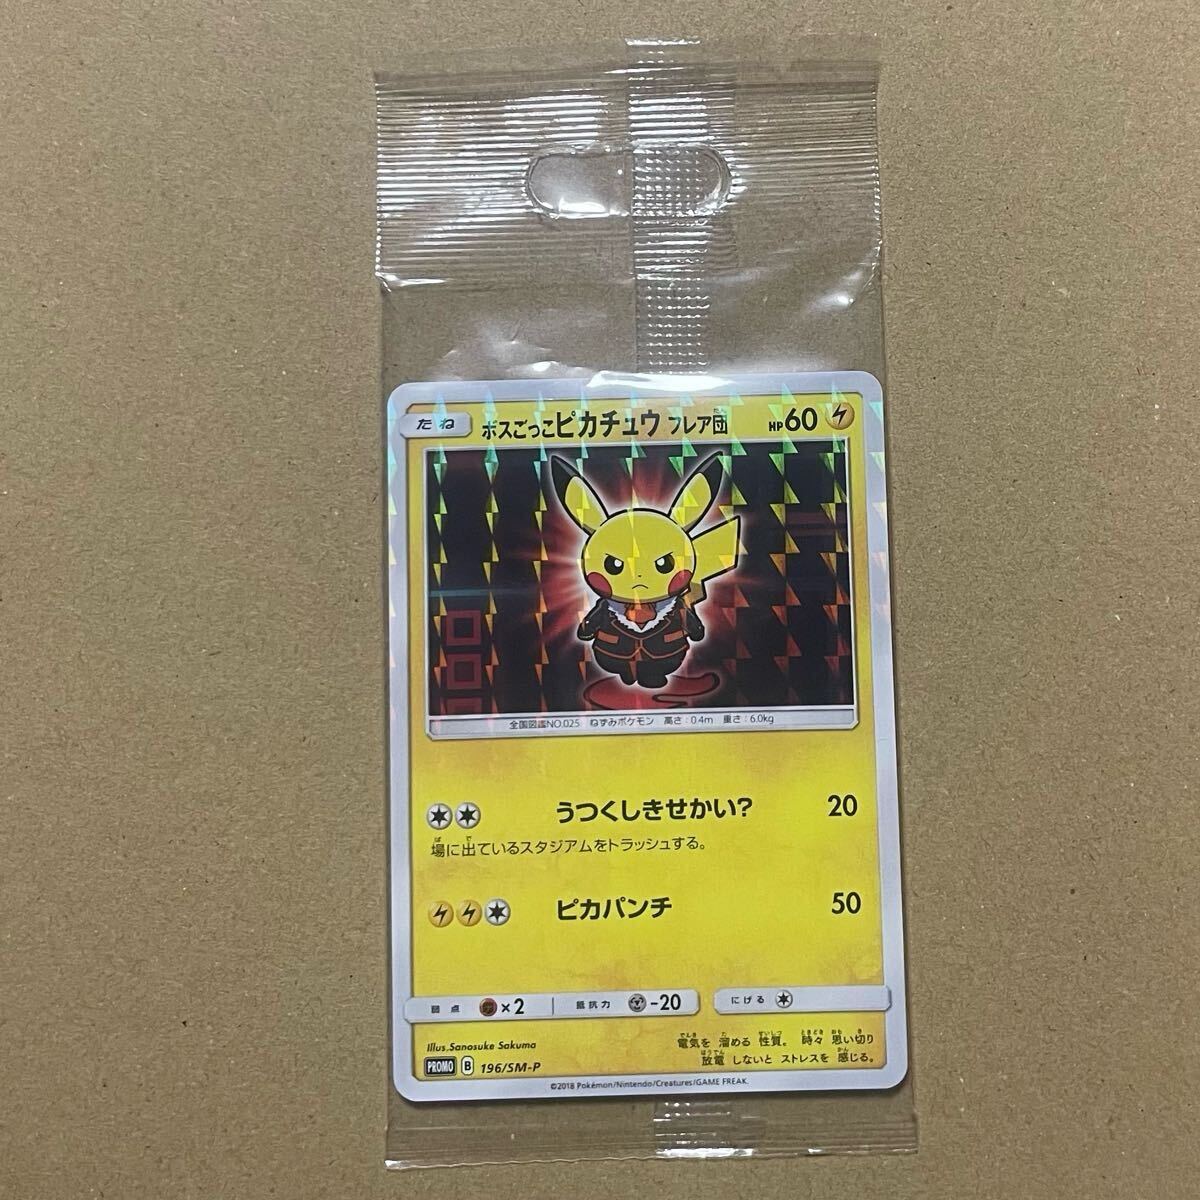 たね ボスごっこピカチュウ フレア団 HP60
全国図鑑NO.025 ねずみポケモン 高さ:0.4m 重さ:6.0kg
うつくしきせかい? 20
場に出ているスタジアムをトラッシュする。
ピカパンチ 50
弱点 ×2 抵抗力 -20 にげる
Illus.Sanosuke Sakuma
電気を 溜める 性質。 時々 思い切り
放電 しないと ストレスを 感じる。
PROMO B 196/SM-P
©2018 Pokémon/Nintendo/Creatures/GAME FREAK.